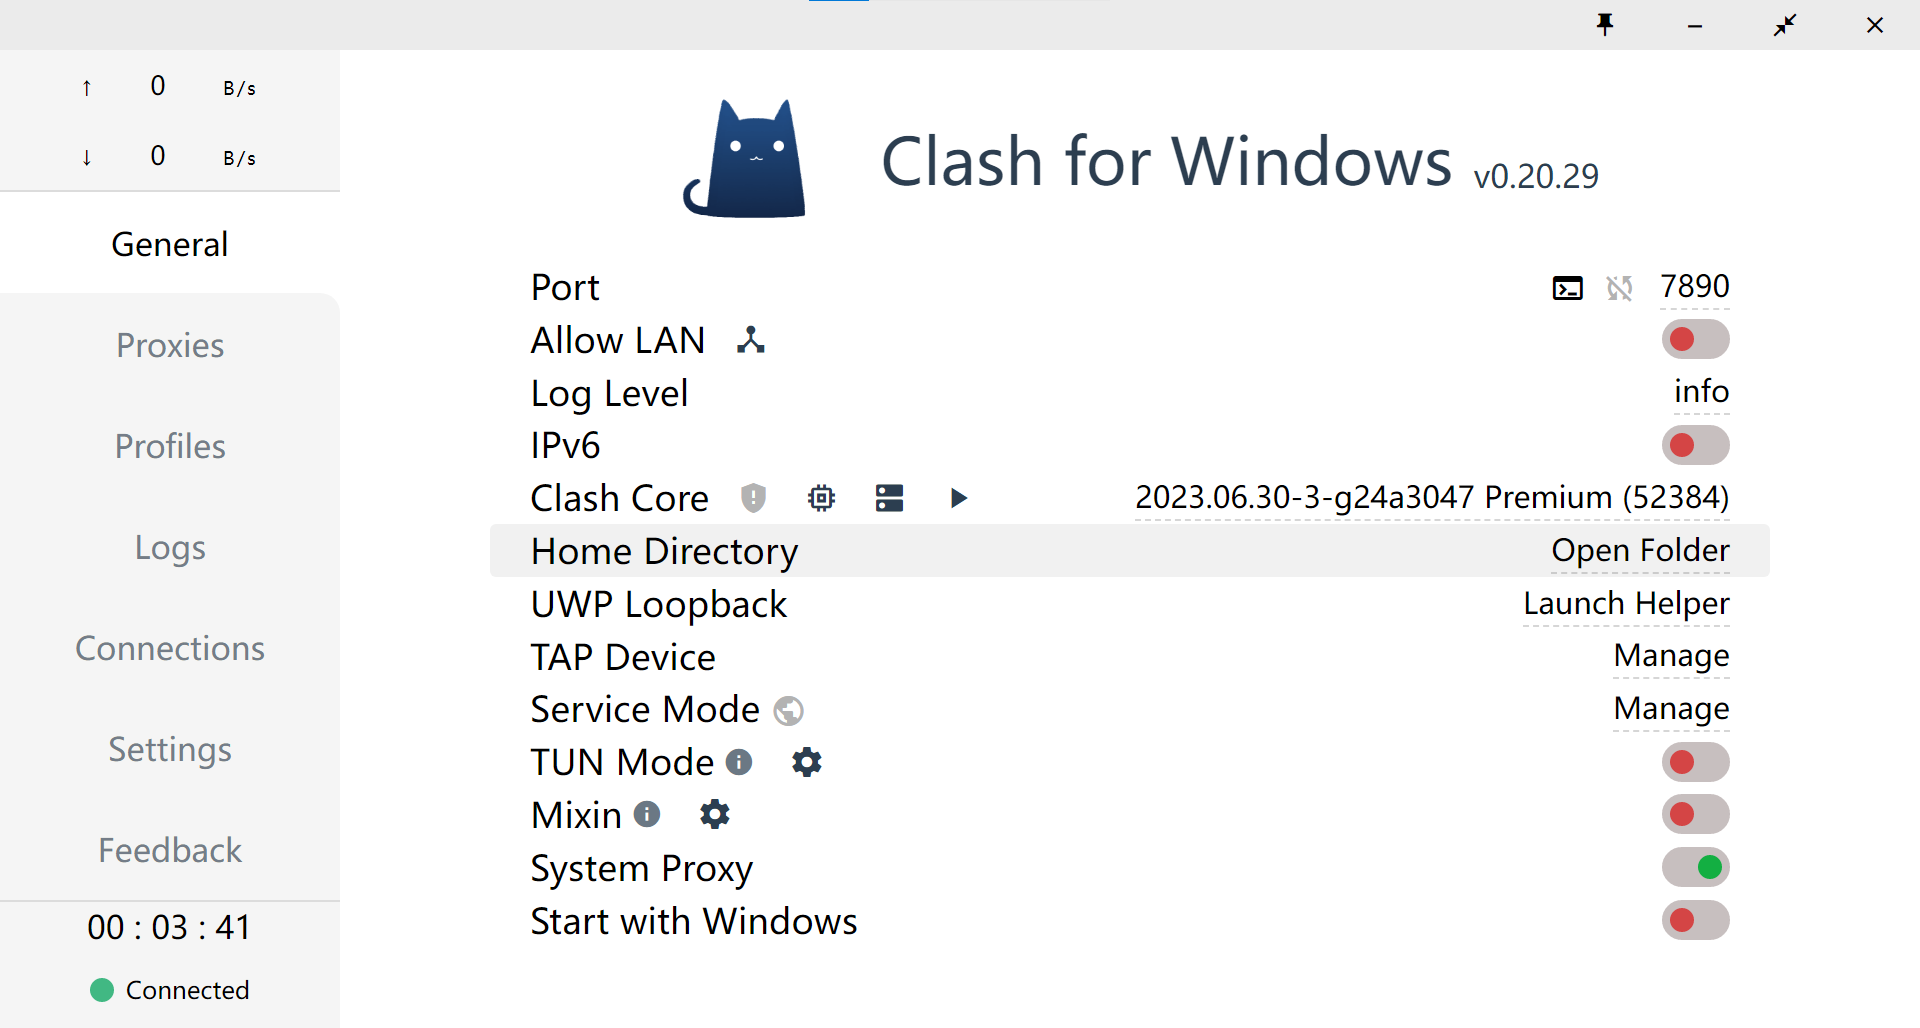 ↑ 0 B/s
↓ 0 B/s
General
Proxies
Profiles
Logs
Connections
Settings
Feedback
00 : 03 : 41
Connected
Clash for Windows v0.20.29
Port 7890
Allow LAN
Log Level info
IPv6
Clash Core 2023.06.30-3-g24a3047 Premium (52384)
Home Directory Open Folder
UWP Loopback Launch Helper
TAP Device Manage
Service Mode Manage
TUN Mode
Mixin
System Proxy
Start with Windows